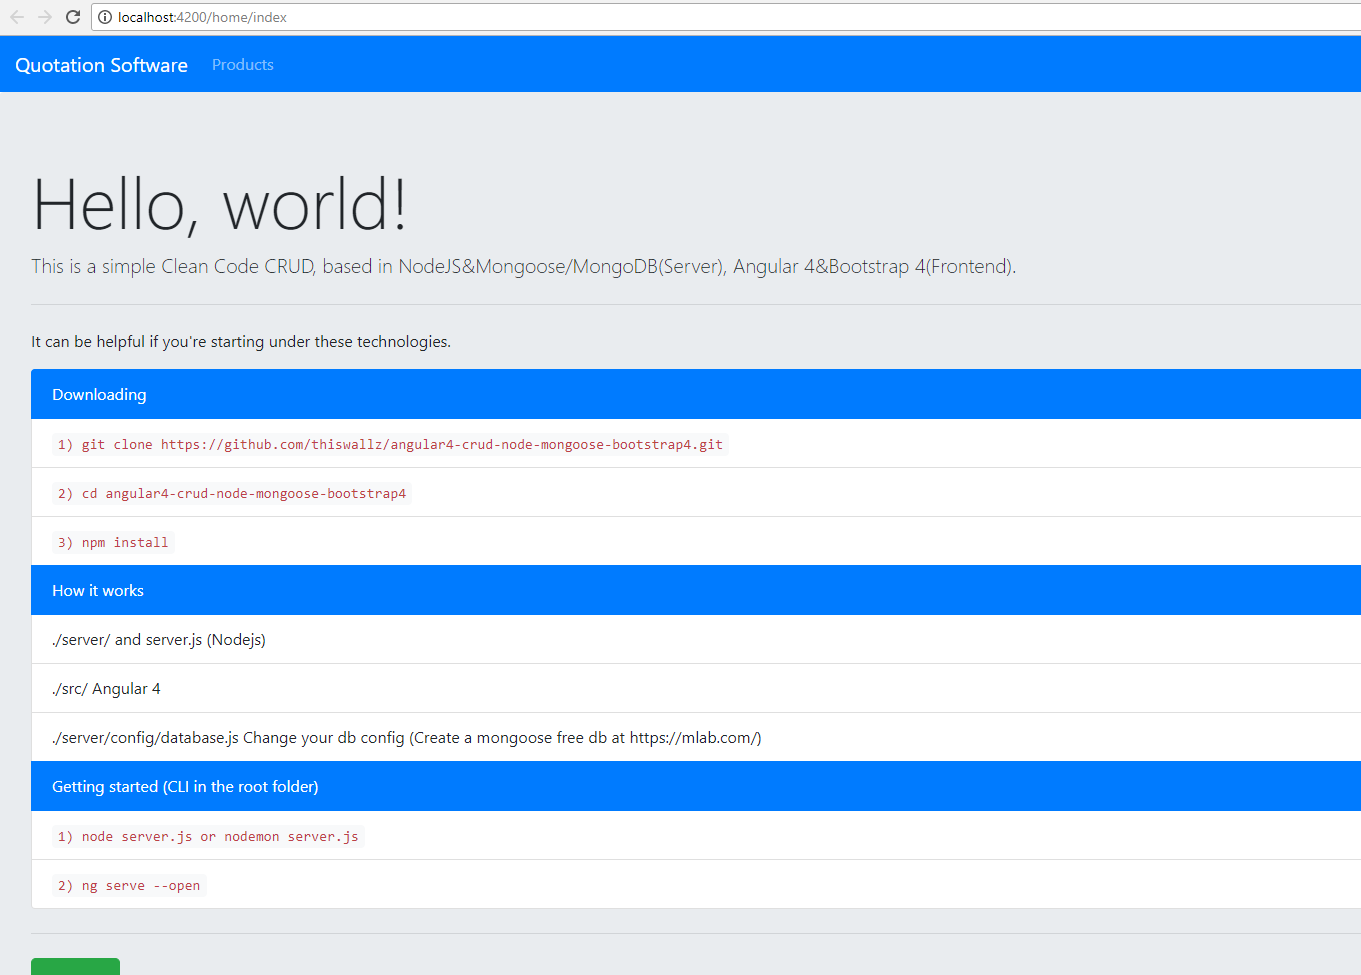 localhost:4200/home/index
Quotation Software Products
Hello, world!
This is a simple Clean Code CRUD, based in NodeJS&Mongoose/MongoDB(Server), Angular 4&Bootstrap 4(Frontend).
It can be helpful if you're starting under these technologies.
Downloading
1) git clone https://github.com/thiswallz/angular4-crud-node-mongoose-bootstrap4.git
2) cd angular4-crud-node-mongoose-bootstrap4
3) npm install
How it works
./server/ and server.js (Nodejs)
./src/ Angular 4
./server/config/database.js Change your db config (Create a mongoose free db at https://mlab.com/)
Getting started (CLI in the root folder)
1) node server.js or nodemon server.js
2) ng serve --open